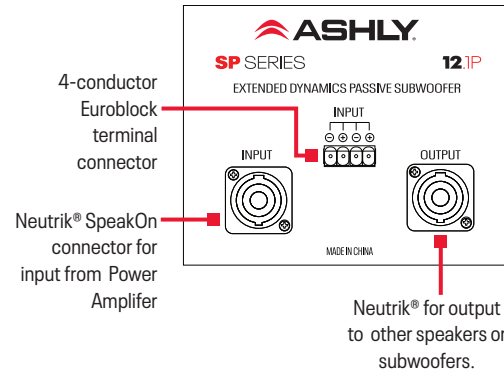 ASHLY
SP SERIES 12.1P
EXTENDED DYNAMICS PASSIVE SUBWOOFER
4-conductor
Euroblock
terminal
connector
INPUT
⊖ ⊕ ⊖ ⊕
INPUT
OUTPUT
Neutrik® SpeakOn
connector for
input from Power
Amplifer
MADE IN CHINA
Neutrik® for output
to other speakers or
subwoofers.